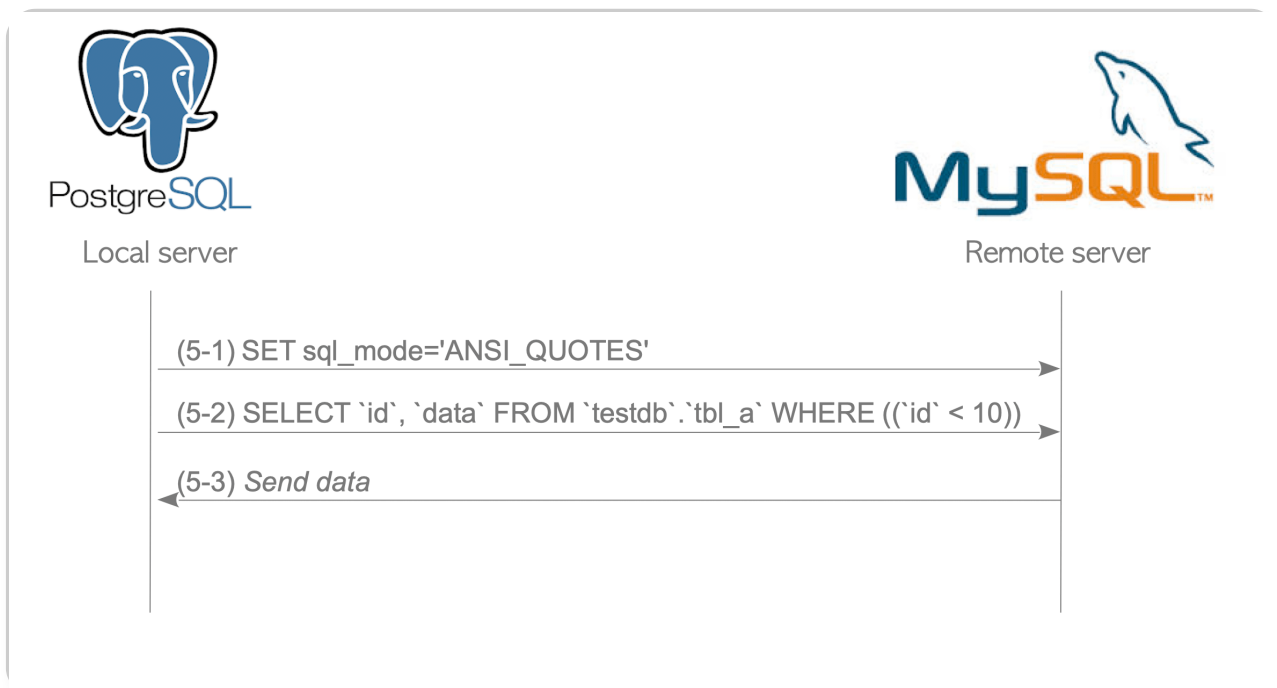 PostgreSQL
MySQL™
Local server
Remote server
(5-1) SET sql_mode='ANSI_QUOTES'
(5-2) SELECT `id`, `data` FROM `testdb`.`tbl_a` WHERE ((`id` < 10))
(5-3) Send data